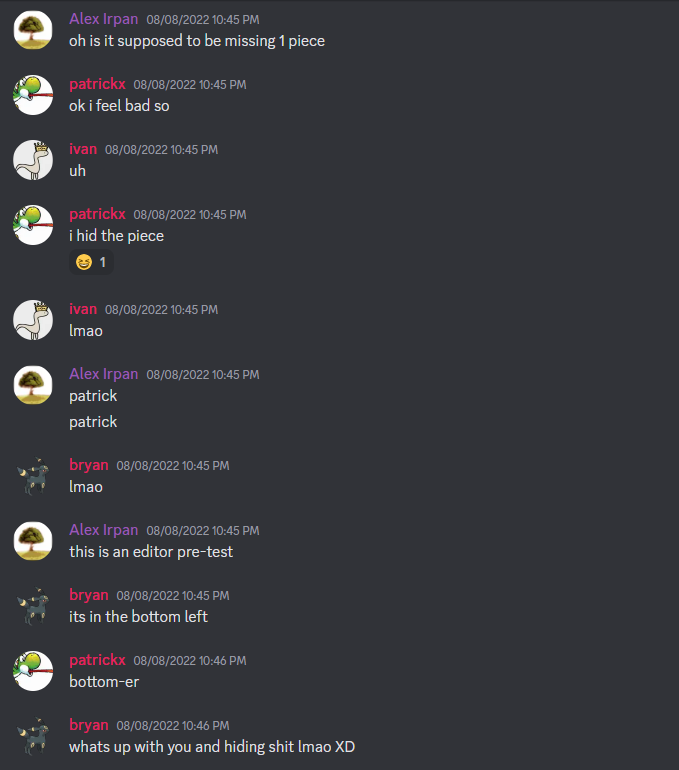 Alex Irpan 08/08/2022 10:45 PM
oh is it supposed to be missing 1 piece
patrickx 08/08/2022 10:45 PM
ok i feel bad so
ivan 08/08/2022 10:45 PM
uh
patrickx 08/08/2022 10:45 PM
i hid the piece
1
ivan 08/08/2022 10:45 PM
lmao
Alex Irpan 08/08/2022 10:45 PM
patrick
patrick
bryan 08/08/2022 10:45 PM
lmao
Alex Irpan 08/08/2022 10:45 PM
this is an editor pre-test
bryan 08/08/2022 10:45 PM
its in the bottom left
patrickx 08/08/2022 10:46 PM
bottom-er
bryan 08/08/2022 10:46 PM
whats up with you and hiding shit lmao XD